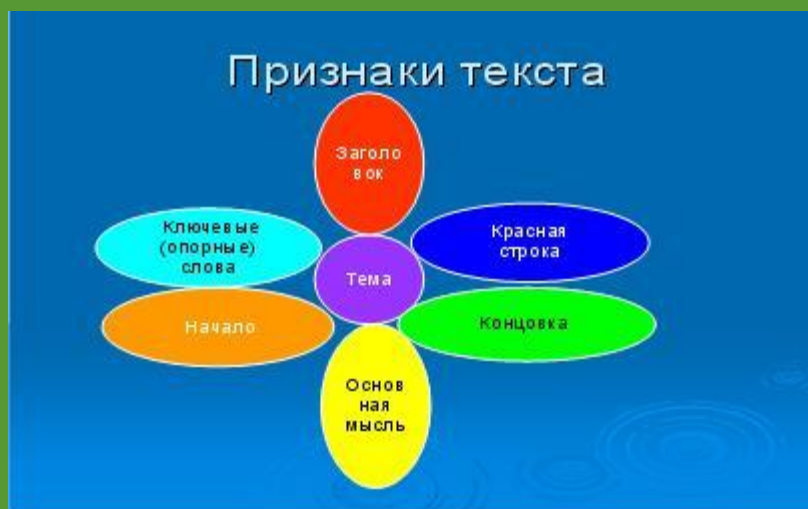 Признаки текста
Заголо
вок
Ключевые
(опорные)
слова
Красная
строка
Тема
Начало
Концовка
Основ
ная
мысль